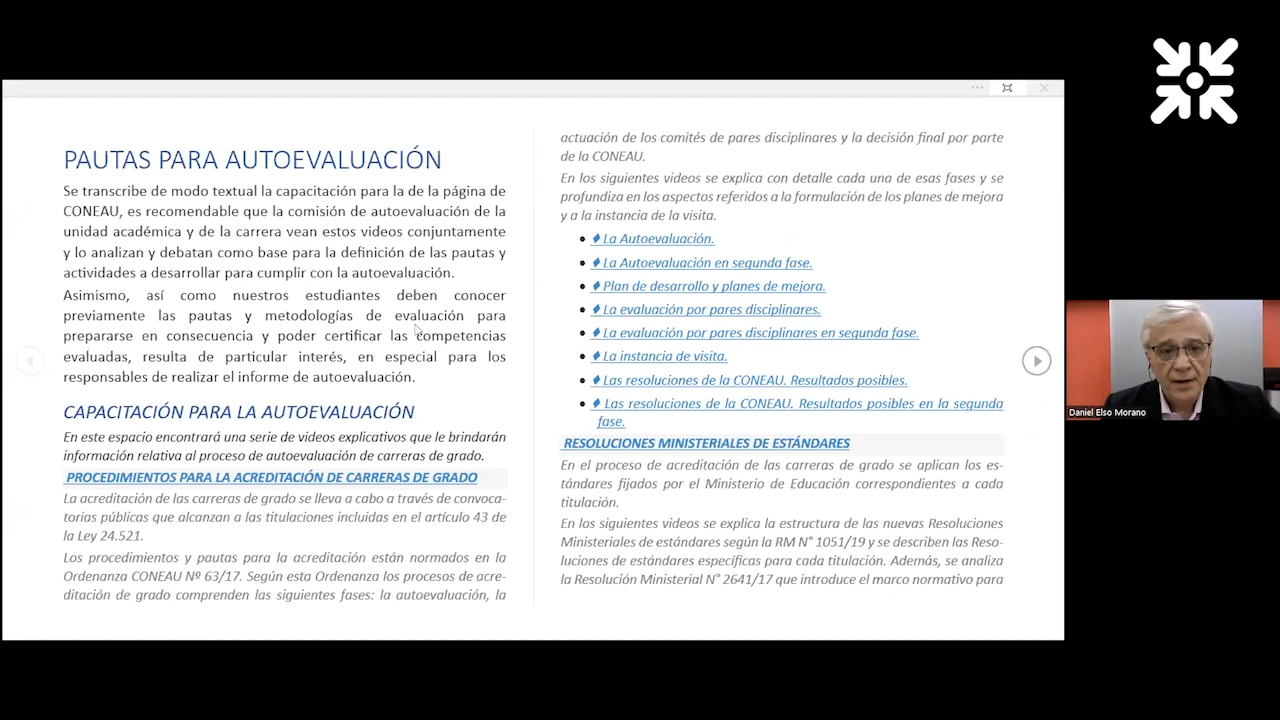 PAUTAS PARA AUTOEVALUACIÓN
Se transcribe de modo textual la capacitación para la de la página de
CONEAU, es recomendable que la comisión de autoevaluación de la
unidad académica y de la carrera vean estos videos conjuntamente
y lo analizan y debatan como base para la definición de las pautas y
actividades a desarrollar para cumplir con la autoevaluación.
Asimismo, así como nuestros estudiantes deben conocer
previamente las pautas y metodologías de evaluación para
prepararse en consecuencia y poder certificar las competencias
evaluadas, resulta de particular interés, en especial para los
responsables de realizar el informe de autoevaluación.
CAPACITACIÓN PARA LA AUTOEVALUACIÓN
En este espacio encontrará una serie de videos explicativos que le brindarán
información relativa al proceso de autoevaluación de carreras de grado.
PROCEDIMIENTOS PARA LA ACREDITACIÓN DE CARRERAS DE GRADO
La acreditación de las carreras de grado se lleva a cabo a través de convoca-
torias públicas que alcanzan a las titulaciones incluidas en el artículo 43 de
la Ley 24.521.
Los procedimientos y pautas para la acreditación están normados en la
Ordenanza CONEAU Nº 63/17. Según esta Ordenanza los procesos de acre-
ditación de grado comprenden las siguientes fases: la autoevaluación, la
actuación de los comités de pares disciplinares y la decisión final por parte
de la CONEAU.
En los siguientes videos se explica con detalle cada una de esas fases y se
profundiza en los aspectos referidos a la formulación de los planes de mejora
y a la instancia de la visita.
• ♦ La Autoevaluación.
• ♦ La Autoevaluación en segunda fase.
• ♦ Plan de desarrollo y planes de mejora.
• ♦ La evaluación por pares disciplinares.
• ♦ La evaluación por pares disciplinares en segunda fase.
• ♦ La instancia de visita.
• ♦ Las resoluciones de la CONEAU. Resultados posibles.
• ♦ Las resoluciones de la CONEAU. Resultados posibles en la segunda
fase.
RESOLUCIONES MINISTERIALES DE ESTÁNDARES
En el proceso de acreditación de las carreras de grado se aplican los es-
tándares fijados por el Ministerio de Educación correspondientes a cada
titulación.
En los siguientes videos se explica la estructura de las nuevas Resoluciones
Ministeriales de estándares según la RM N° 1051/19 y se describen las Reso-
luciones de estándares específicas para cada titulación. Además, se analiza
la Resolución Ministerial N° 2641/17 que introduce el marco normativo para
Daniel Elso Morano